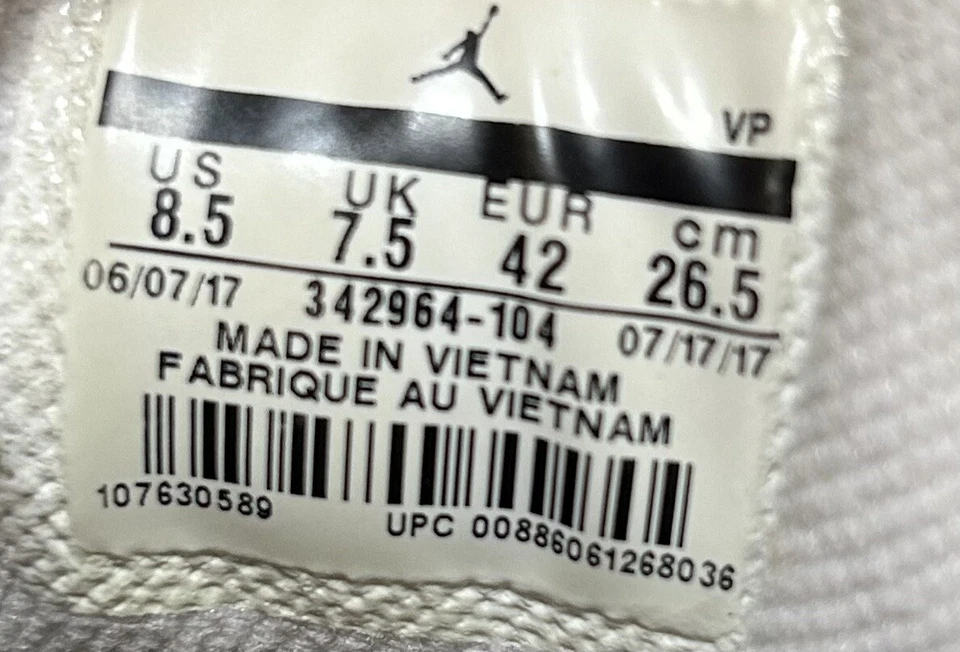 VP
US UK EUR cm
8.5 7.5 42 26.5
06/07/17 342964-104 07/17/17
MADE IN VIETNAM
FABRIQUE AU VIETNAM
107630589
UPC 00886061268036